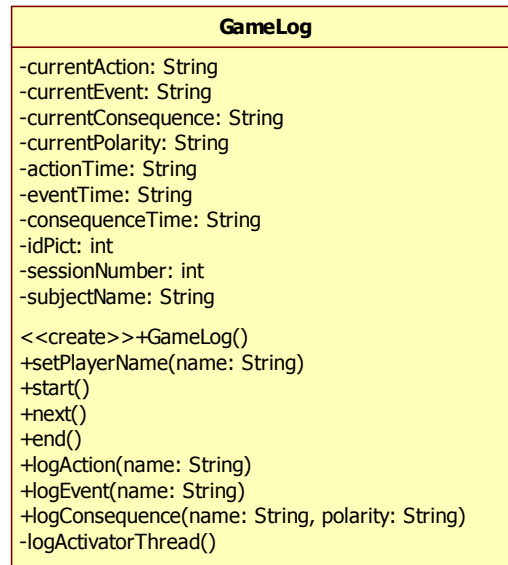 GameLog
-currentAction: String
-currentEvent: String
-currentConsequence: String
-currentPolarity: String
-actionTime: String
-eventTime: String
-consequenceTime: String
-idPict: int
-sessionNumber: int
-subjectName: String
<<create>>+GameLog()
+setPlayerName(name: String)
+start()
+next()
+end()
+logAction(name: String)
+logEvent(name: String)
+logConsequence(name: String, polarity: String)
-logActivatorThread()